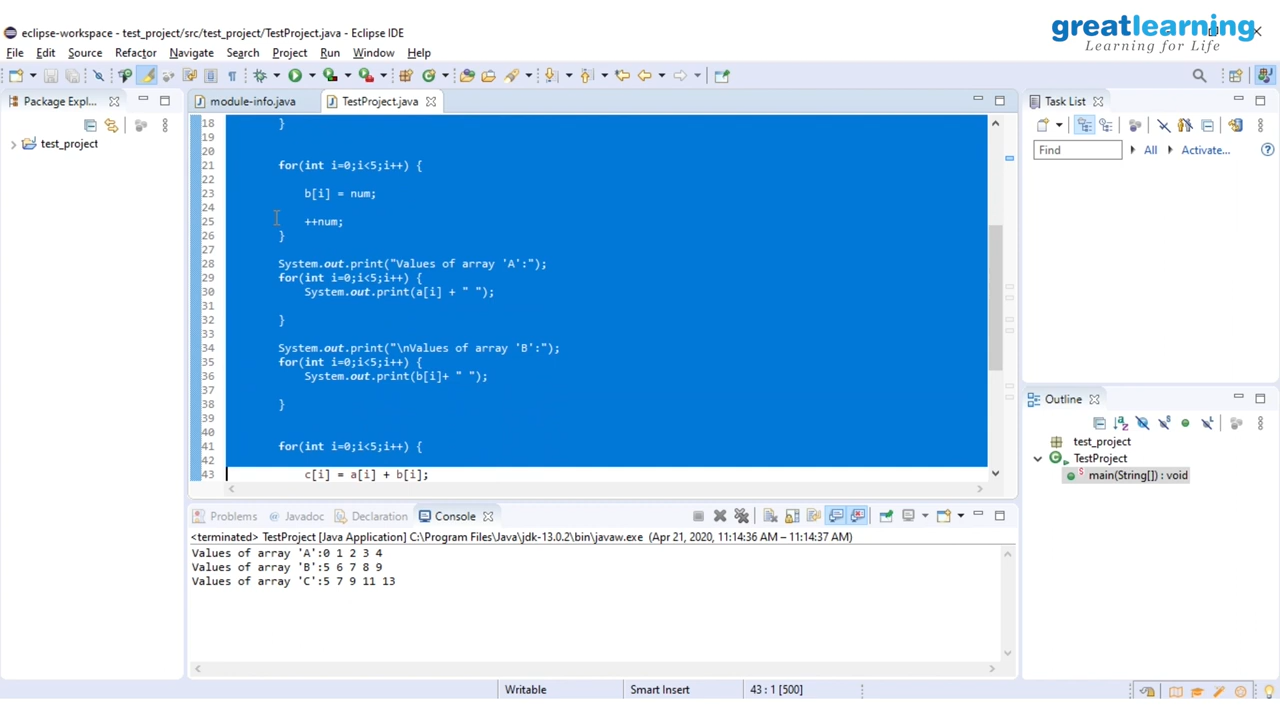 eclipse-workspace - test_project/src/test_project/TestProject.java - Eclipse IDE
greatlearning
Learning for Life
File Edit Source Refactor Navigate Search Project Run Window Help
Package Expl...
module-info.java
TestProject.java
Task List
test_project
Find
All
Activate...
18 }
19
20
21 for(int i=0;i<5;i++) {
22
23 b[i] = num;
24
25 ++num;
26 }
27
28 System.out.print("Values of array 'A':");
29 for(int i=0;i<5;i++) {
30 System.out.print(a[i] + " ");
31
32 }
33
34 System.out.print("\nValues of array 'B':");
35 for(int i=0;i<5;i++) {
36 System.out.print(b[i]+ " ");
37
38 }
39
40
41 for(int i=0;i<5;i++) {
42
43 c[i] = a[i] + b[i];
Outline
test_project
TestProject
main(String[]) : void
Problems
Javadoc
Declaration
Console
<terminated> TestProject [Java Application] C:\Program Files\Java\jdk-13.0.2\bin\javaw.exe (Apr 21, 2020, 11:14:36 AM – 11:14:37 AM)
Values of array 'A':0 1 2 3 4
Values of array 'B':5 6 7 8 9
Values of array 'C':5 7 9 11 13
Writable
Smart Insert
43 : 1 [500]